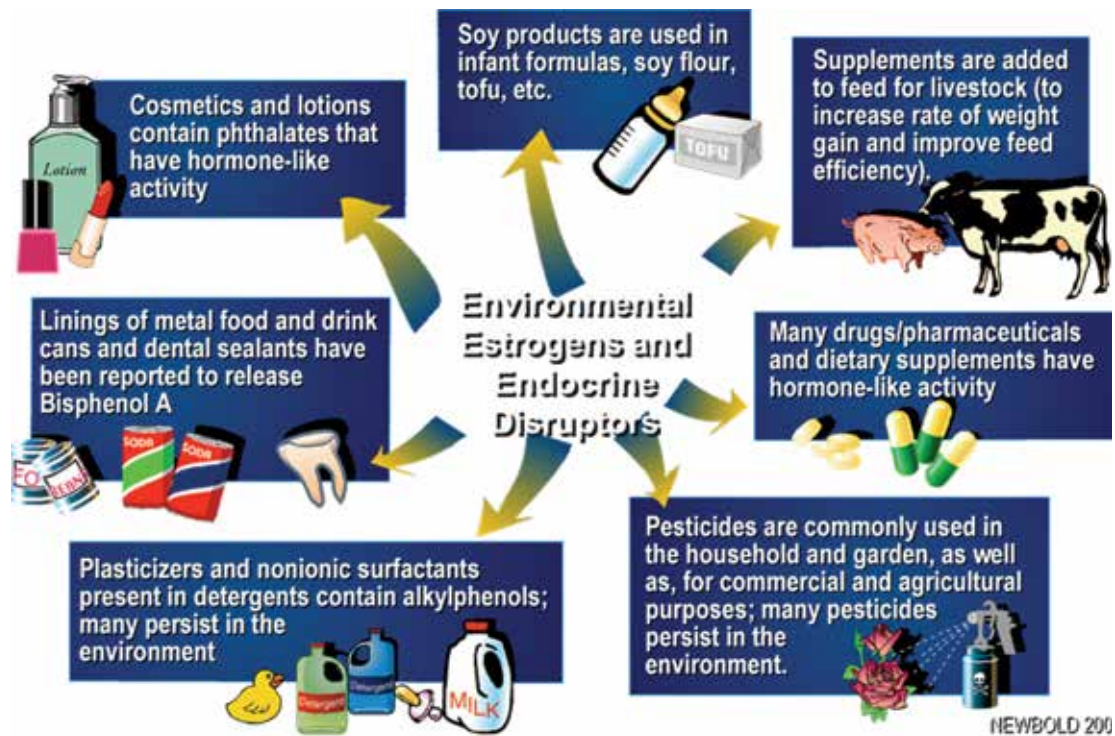 Soy products are used in
infant formulas, soy flour,
tofu, etc.
TOFU
Supplements are added
to feed for livestock (to
increase rate of weight
gain and improve feed
efficiency).
Cosmetics and lotions
contain phthalates that
have hormone-like
activity
Lotion
Environmental
Estrogens and
Endocrine
Disruptors
Linings of metal food and drink
cans and dental sealants have
been reported to release
Bisphenol A
SODA
SODA
Many drugs/pharmaceuticals
and dietary supplements have
hormone-like activity
Plasticizers and nonionic surfactants
present in detergents contain alkylphenols;
many persist in the
environment
Detergent
Detergent
MILK
Pesticides are commonly used in
the household and garden, as well
as, for commercial and agricultural
purposes; many pesticides
persist in the
environment.
NEWBOLD 200